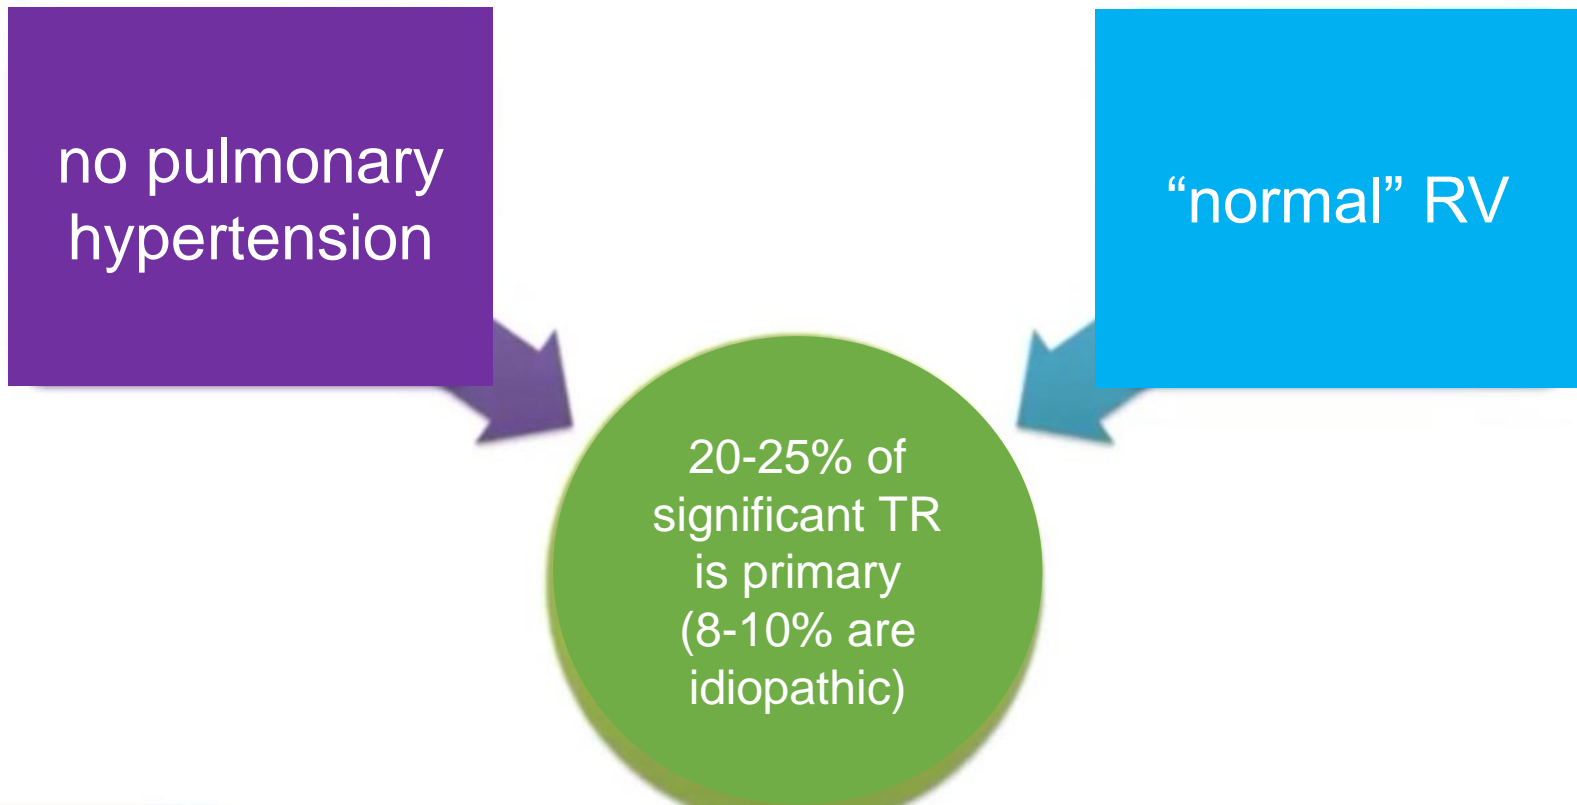 no pulmonary
hypertension
“normal” RV
20-25% of
significant TR
is primary
(8-10% are
idiopathic)